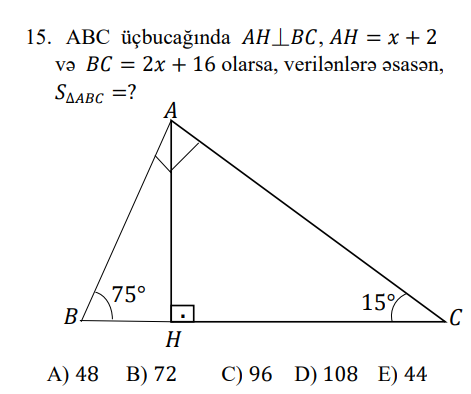 15. ABC üçbucağında AH⊥BC, AH = x + 2
və BC = 2x + 16 olarsa, verilənlərə əsasən,
S△ABC =?
A
75°
15°
B
C
H
A) 48 B) 72 C) 96 D) 108 E) 44